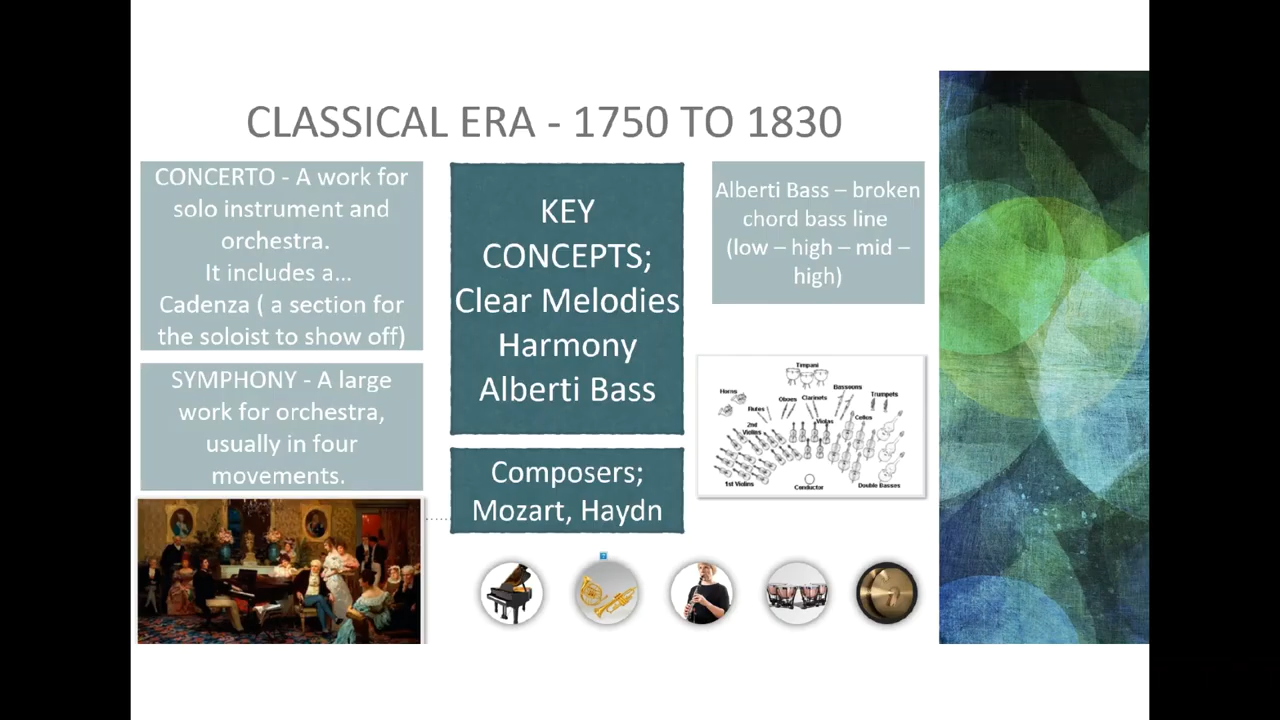 CLASSICAL ERA - 1750 TO 1830
CONCERTO - A work for
solo instrument and
orchestra.
It includes a...
Cadenza ( a section for
the soloist to show off)
SYMPHONY - A large
work for orchestra,
usually in four
movements.
KEY
CONCEPTS;
Clear Melodies
Harmony
Alberti Bass
Composers;
Mozart, Haydn
Alberti Bass – broken
chord bass line
(low – high – mid –
high)
Timpani
Horns
Bassoons
Oboes
Clarinets
Trumpets
Flutes
2nd
Violins
Violas
Cellos
1st Violins
Conductor
Double Basses